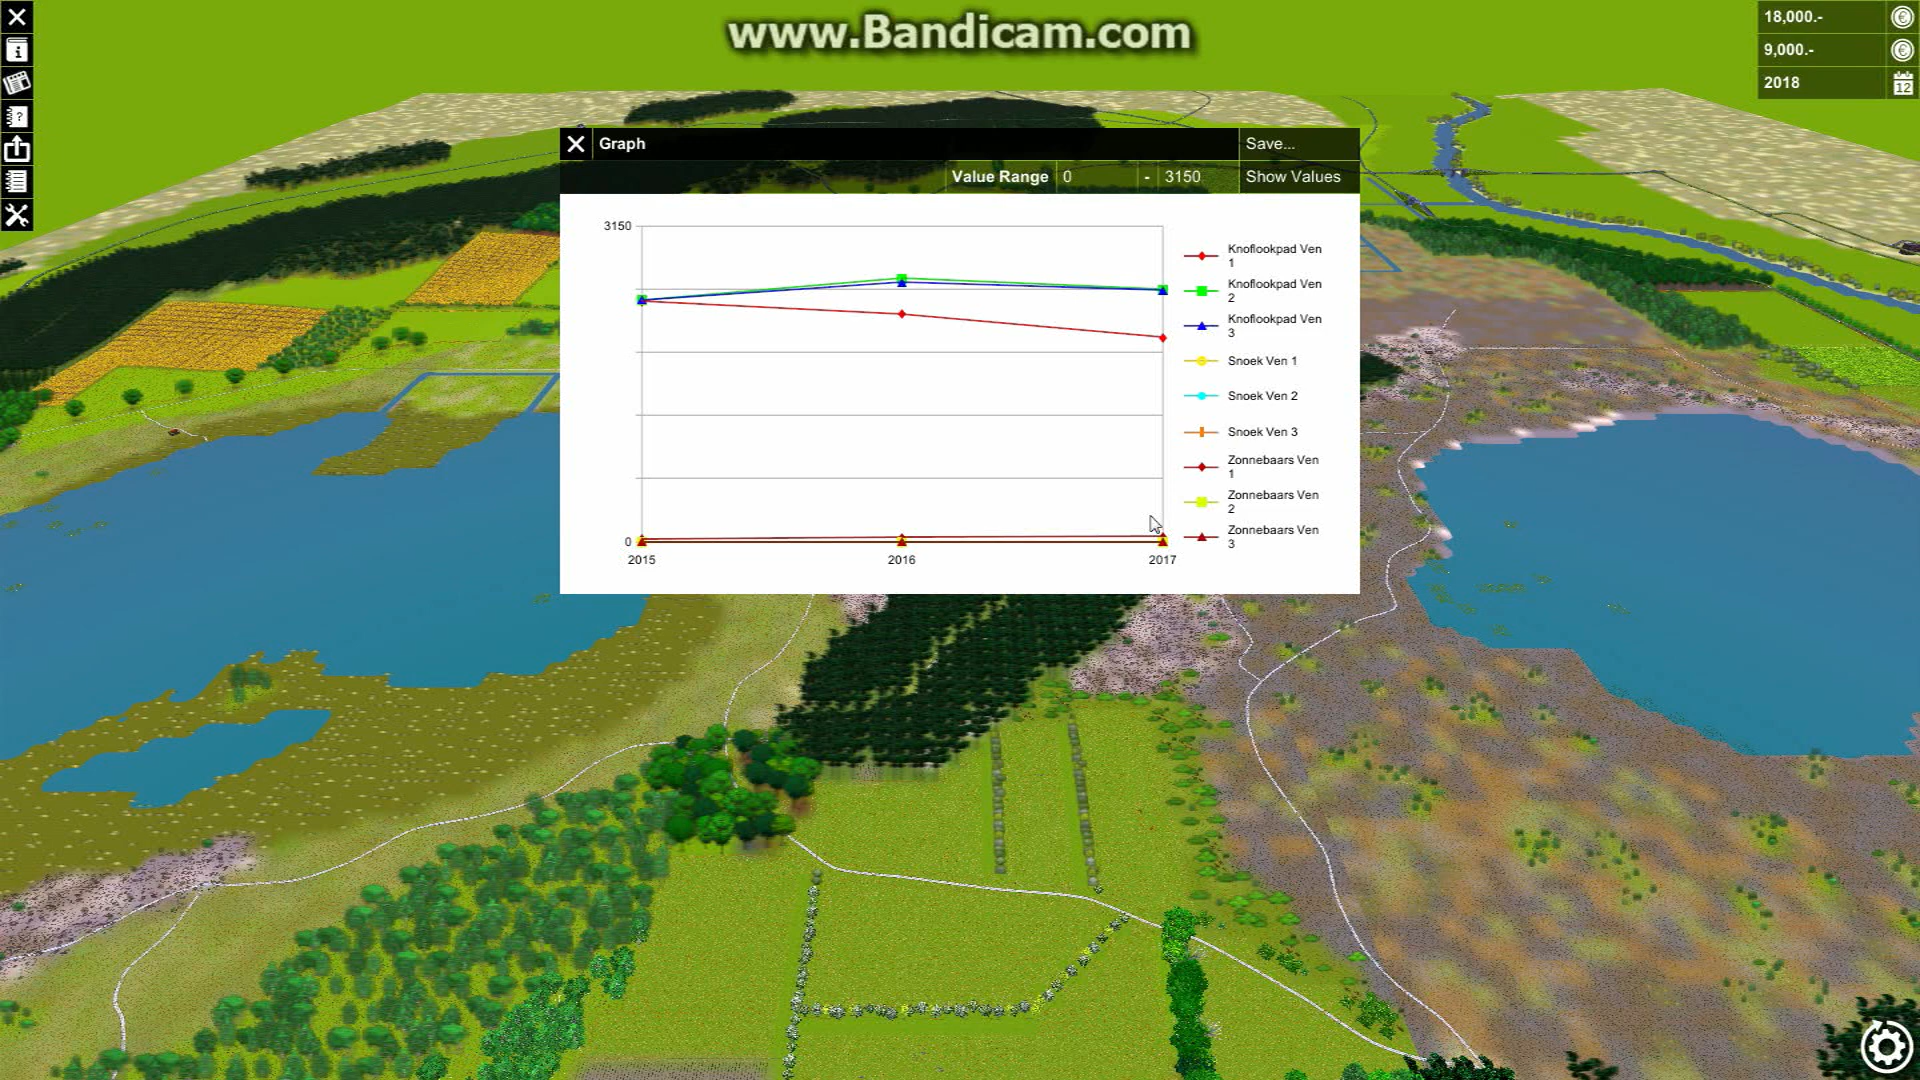 www.Bandicam.com
18,000.-
9,000.-
2018
12
Graph
Save...
Value Range 0 - 3150
Show Values
3150
0
2015 2016 2017
Knoflookpad Ven
1
Knoflookpad Ven
2
Knoflookpad Ven
3
Snoek Ven 1
Snoek Ven 2
Snoek Ven 3
Zonnebaars Ven
1
Zonnebaars Ven
2
Zonnebaars Ven
3